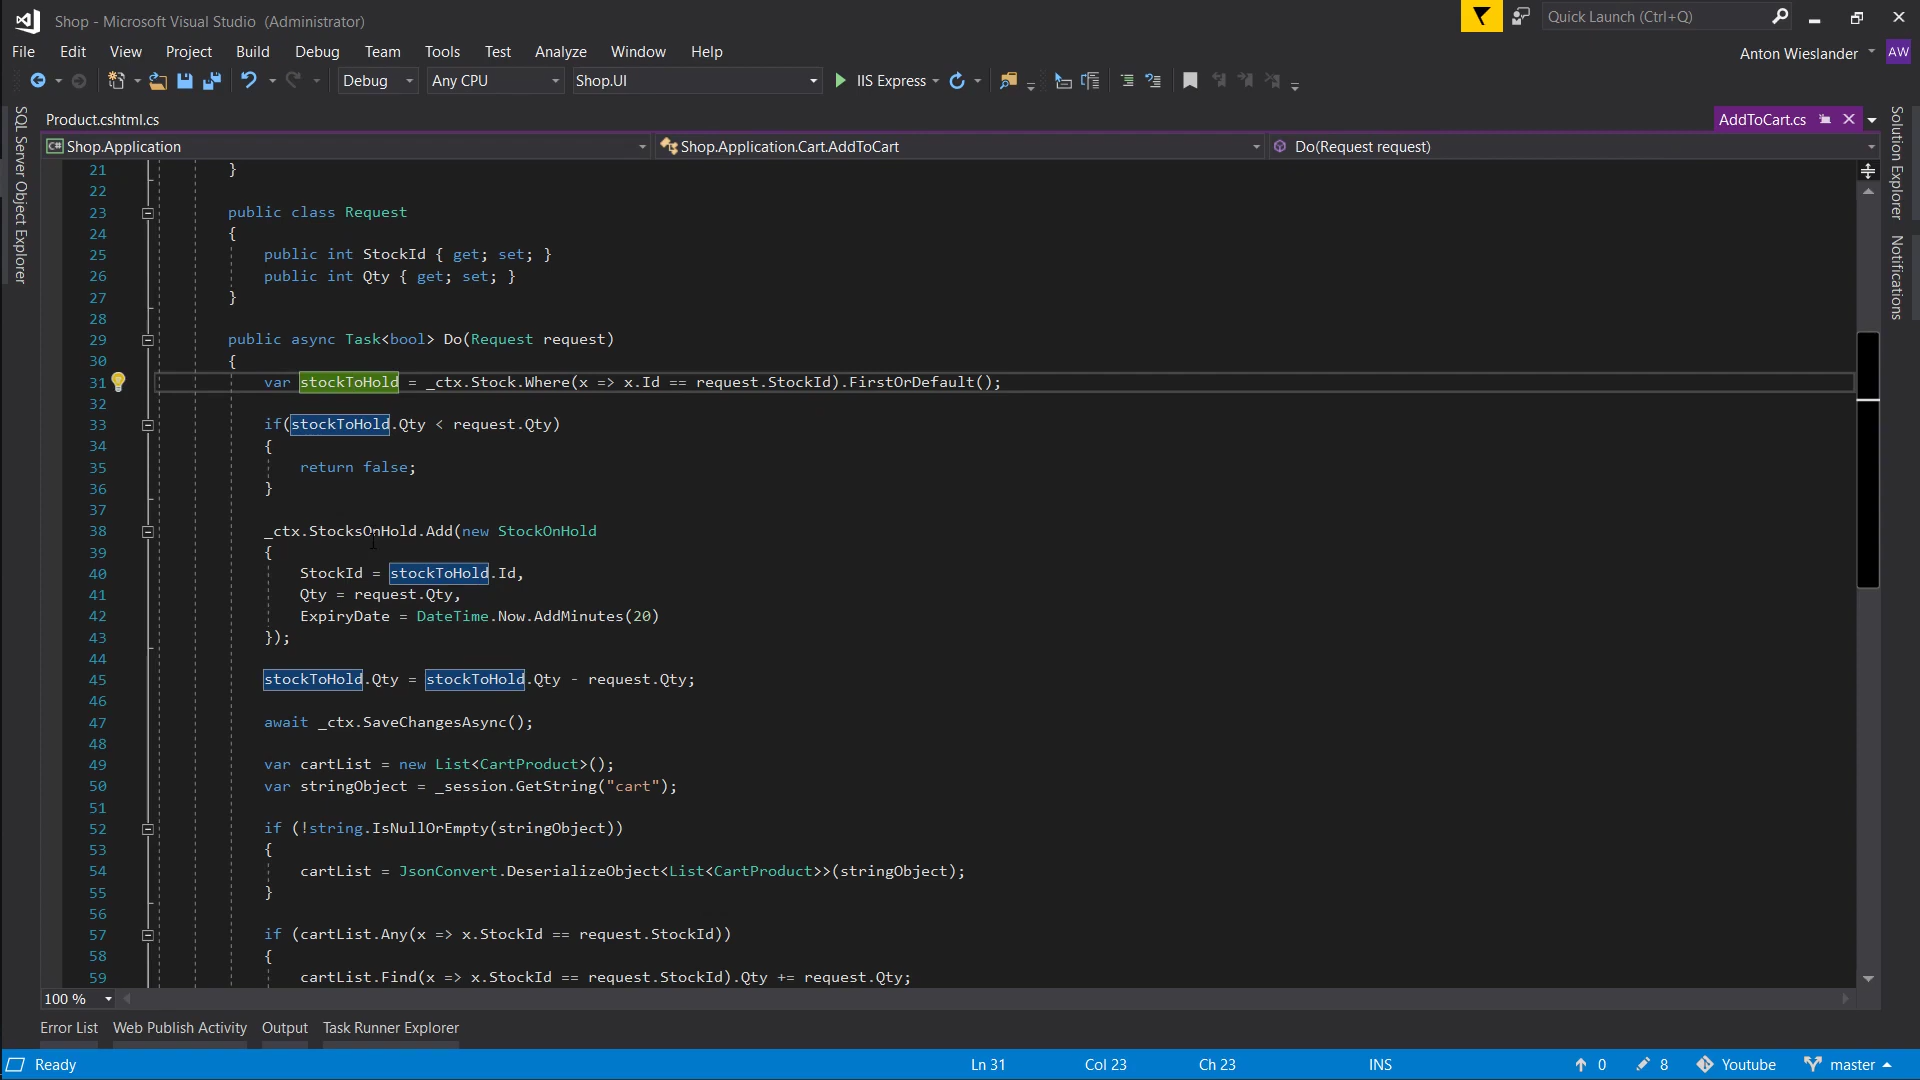 Shop - Microsoft Visual Studio (Administrator)
Quick Launch (Ctrl+Q)
File Edit View Project Build Debug Team Tools Test Analyze Window Help
Anton Wieslander AW
Debug Any CPU Shop.UI IIS Express
SQL Server Object Explorer
Product.cshtml.cs
AddToCart.cs
Solution Explorer
Notifications
C# Shop.Application
Shop.Application.Cart.AddToCart
Do(Request request)
21 }
22
23 public class Request
24 {
25 public int StockId { get; set; }
26 public int Qty { get; set; }
27 }
28
29 public async Task<bool> Do(Request request)
30 {
31 var stockToHold = _ctx.Stock.Where(x => x.Id == request.StockId).FirstOrDefault();
32
33 if(stockToHold.Qty < request.Qty)
34 {
35 return false;
36 }
37
38 _ctx.StocksOnHold.Add(new StockOnHold
39 {
40 StockId = stockToHold.Id,
41 Qty = request.Qty,
42 ExpiryDate = DateTime.Now.AddMinutes(20)
43 });
44
45 stockToHold.Qty = stockToHold.Qty - request.Qty;
46
47 await _ctx.SaveChangesAsync();
48
49 var cartList = new List<CartProduct>();
50 var stringObject = _session.GetString("cart");
51
52 if (!string.IsNullOrEmpty(stringObject))
53 {
54 cartList = JsonConvert.DeserializeObject<List<CartProduct>>(stringObject);
55 }
56
57 if (cartList.Any(x => x.StockId == request.StockId))
58 {
59 cartList.Find(x => x.StockId == request.StockId).Qty += request.Qty;
100 %
Error List Web Publish Activity Output Task Runner Explorer
Ready Ln 31 Col 23 Ch 23 INS 0 8 Youtube master